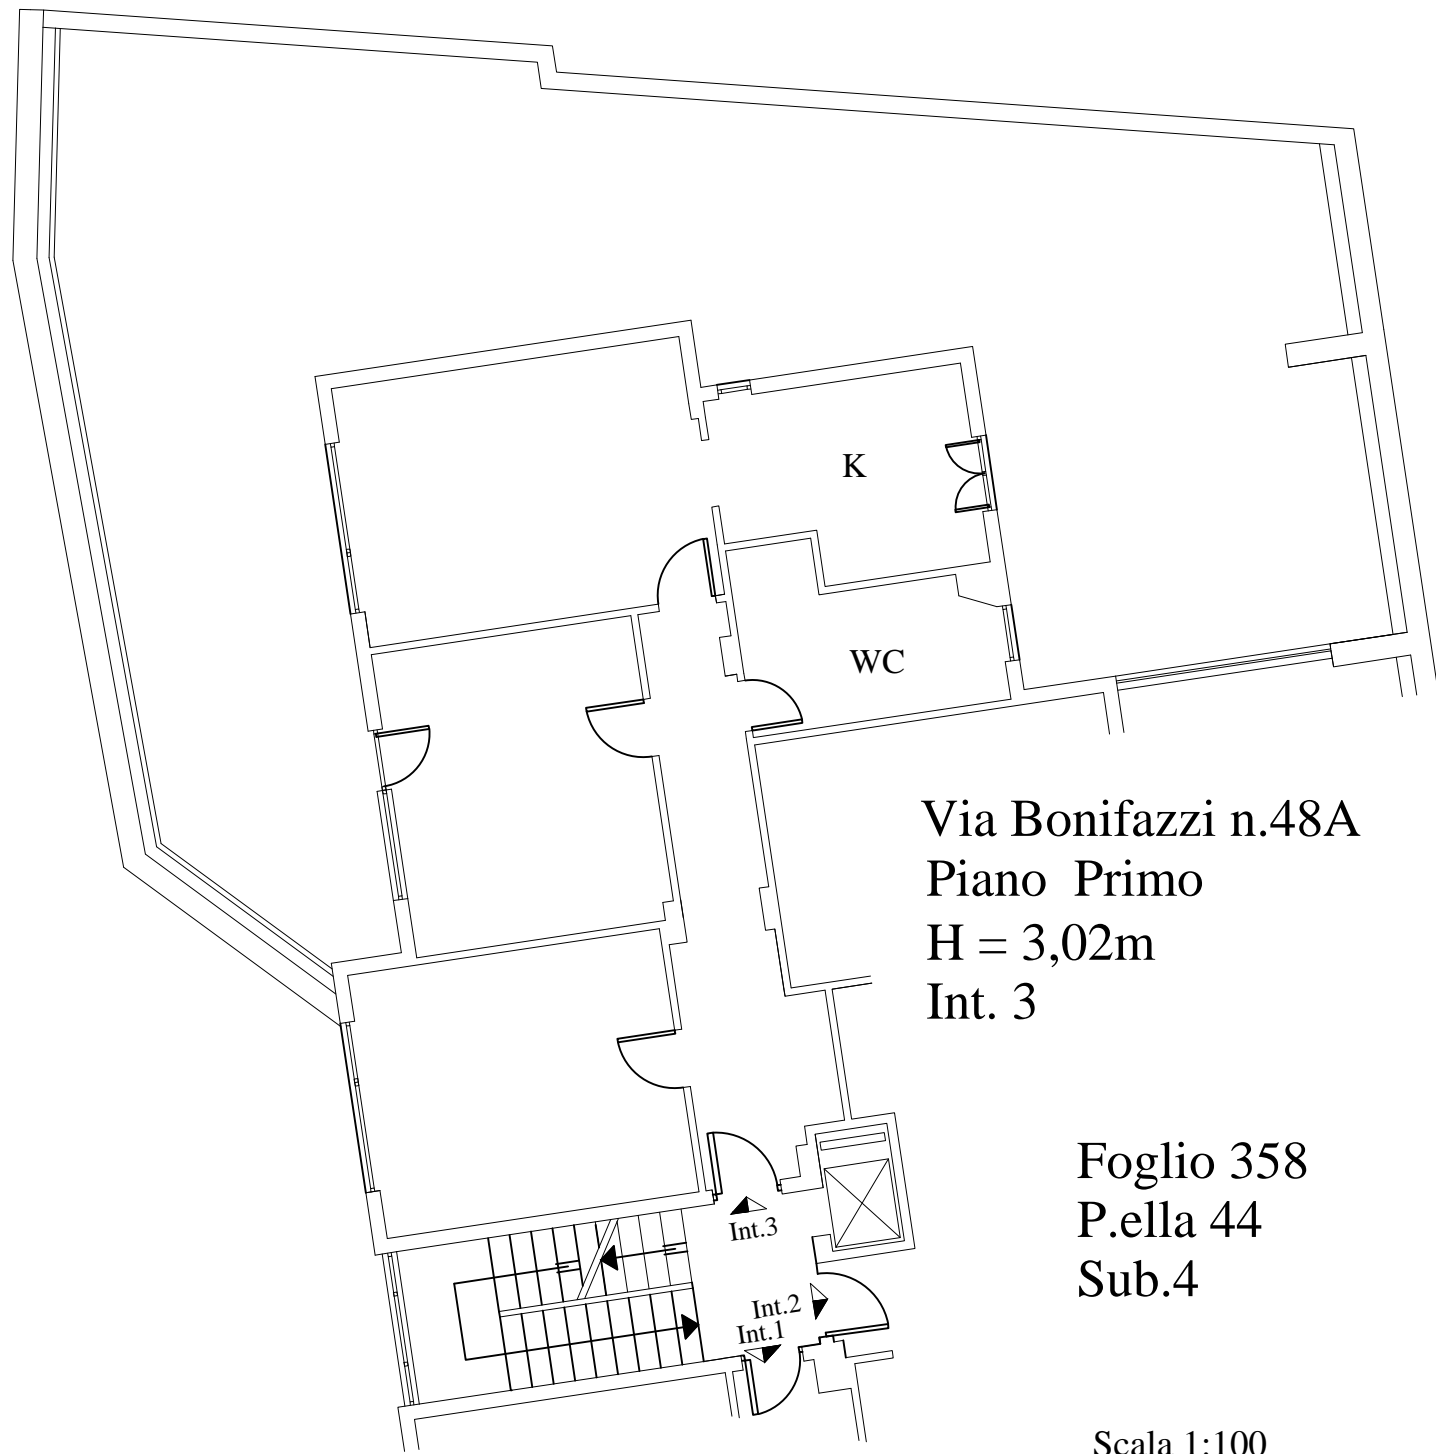 K
WC
Via Bonifazzi n.48A
Piano Primo
H = 3,02m
Int. 3
Foglio 358
P.ella 44
Sub.4
Int.3
Int.2
Int.1
Scala 1:100